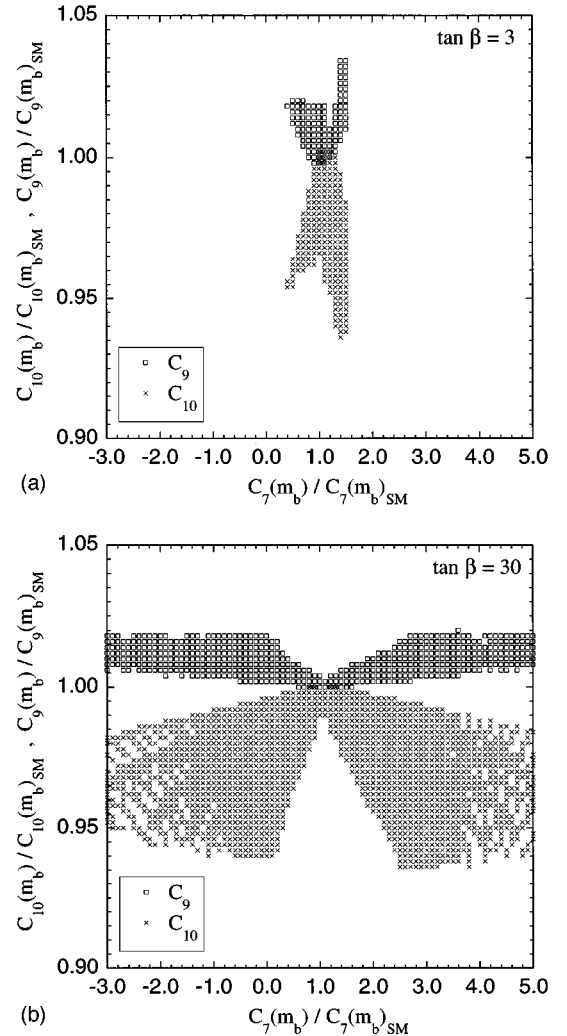 1.05
tan β = 3
1.00
0.95
0.90
C10(mb) / C10(mb)SM , C9(mb) / C9(mb)SM
C9
C10
-3.0 -2.0 -1.0 0.0 1.0 2.0 3.0 4.0 5.0
(a)
C7(mb) / C7(mb)SM
1.05
tan β = 30
1.00
0.95
0.90
C10(mb) / C10(mb)SM , C9(mb) / C9(mb)SM
C9
C10
-3.0 -2.0 -1.0 0.0 1.0 2.0 3.0 4.0 5.0
(b)
C7(mb) / C7(mb)SM